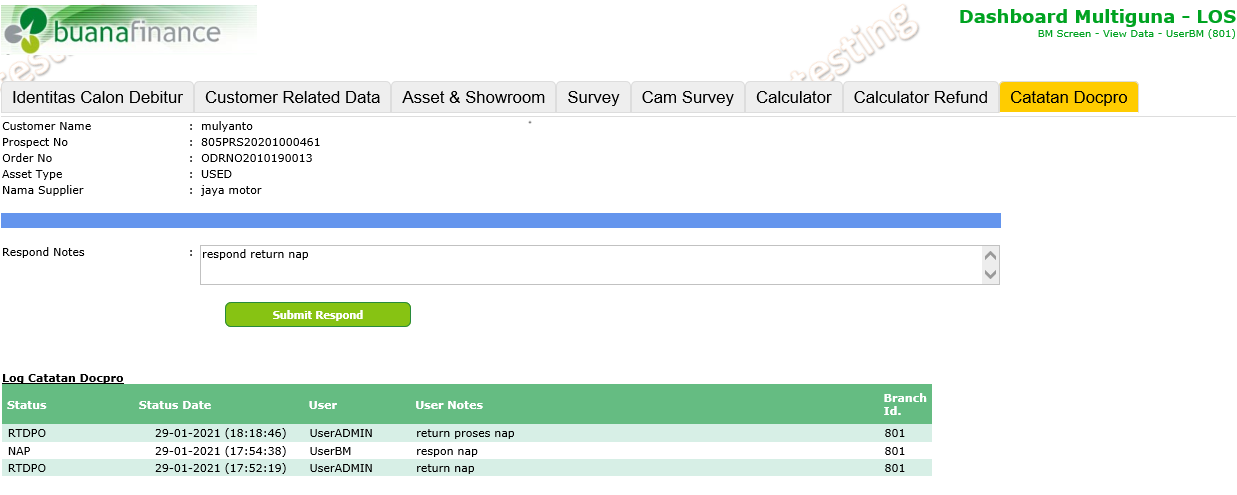 buanafinance
Dashboard Multiguna - LOS
BM Screen - View Data - UserBM (801)
testing
Identitas Calon Debitur Customer Related Data Asset & Showroom Survey Cam Survey Calculator Calculator Refund Catatan Docpro
Customer Name : mulyanto
Prospect No : 805PRS20201000461
Order No : ODRNO2010190013
Asset Type : USED
Nama Supplier : jaya motor
Respond Notes : respond return nap
Submit Respond
Log Catatan Docpro
Status Status Date User User Notes Branch Id.
RTDPO 29-01-2021 (18:18:46) UserADMIN return proses nap 801
NAP 29-01-2021 (17:54:38) UserBM respon nap 801
RTDPO 29-01-2021 (17:52:19) UserADMIN return nap 801